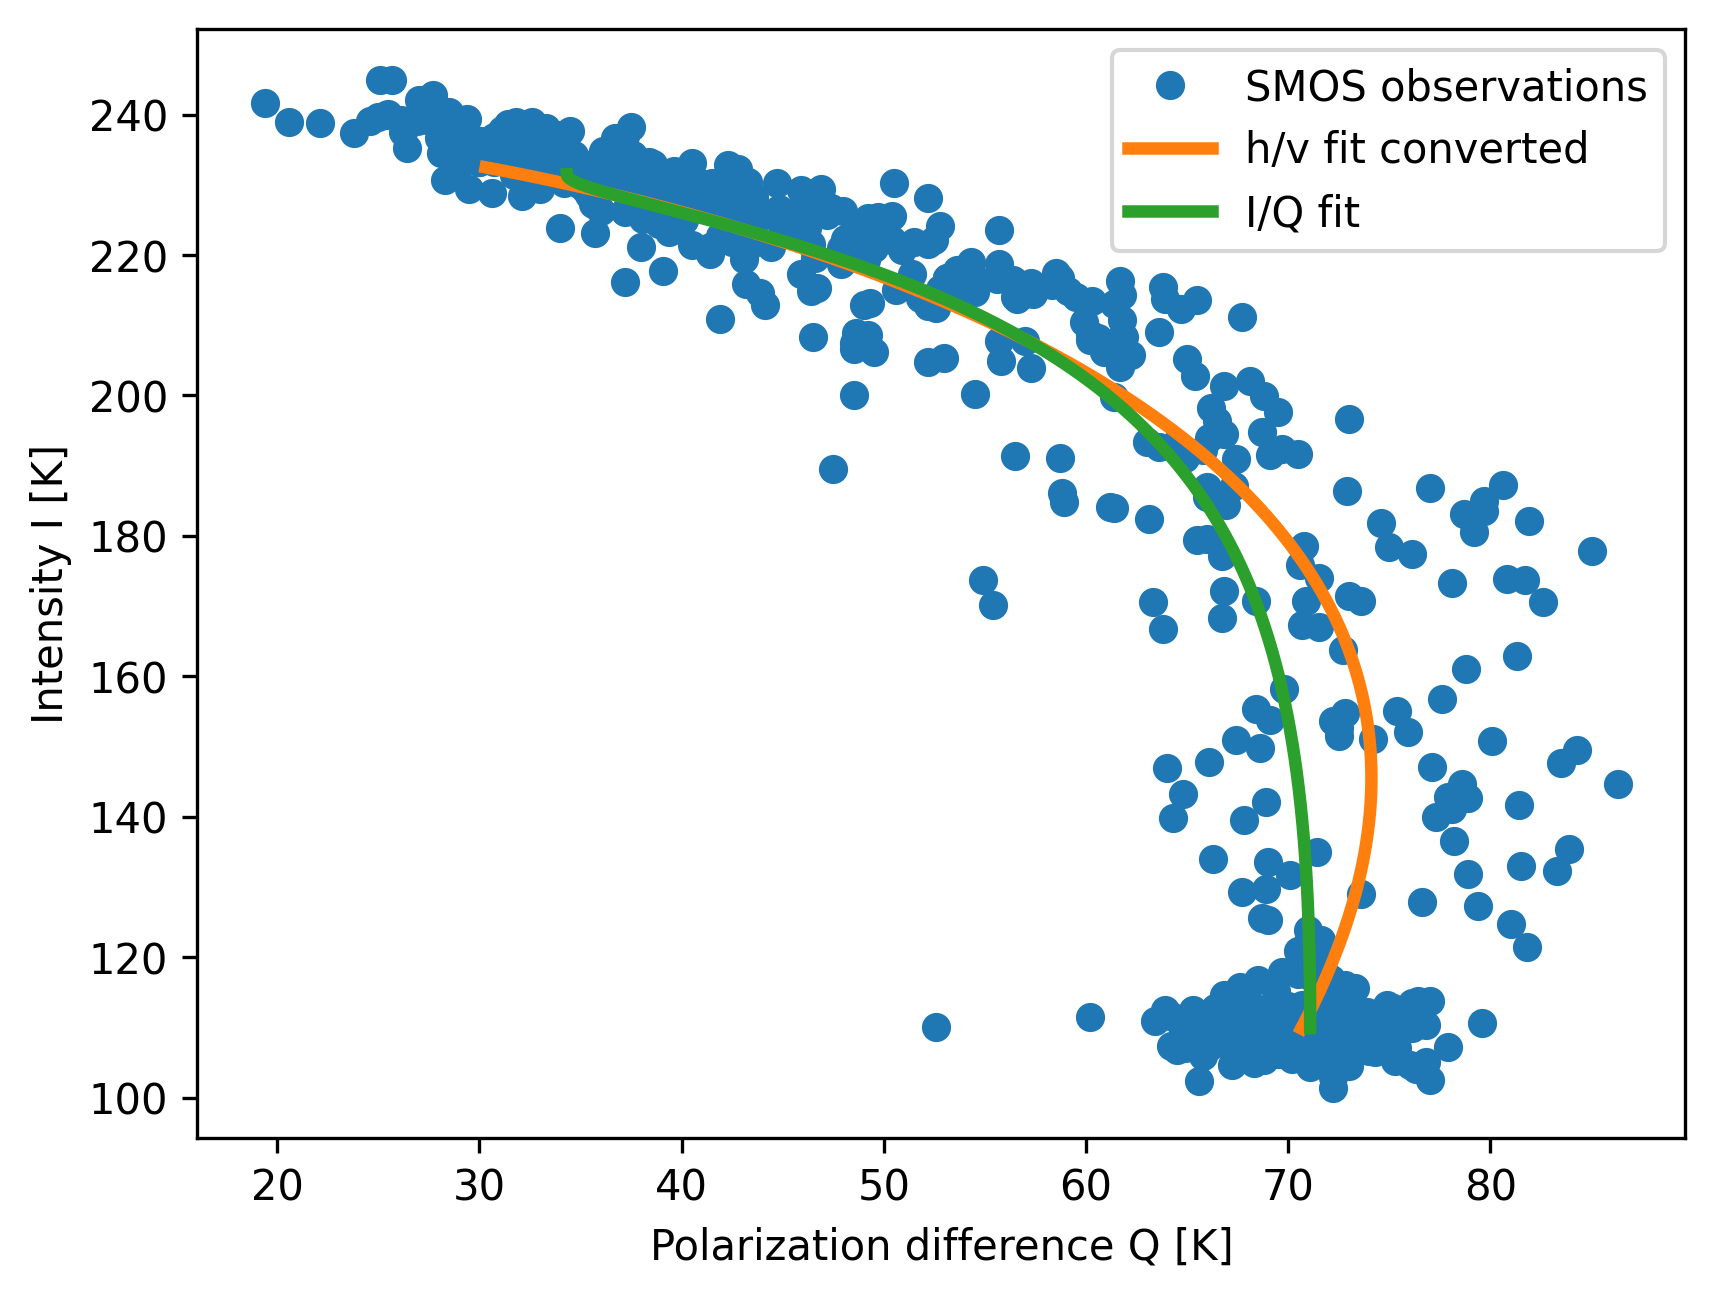 SMOS observations
h/v fit converted
I/Q fit
Intensity I [K]
240
220
200
180
160
140
120
100
20 30 40 50 60 70 80
Polarization difference Q [K]